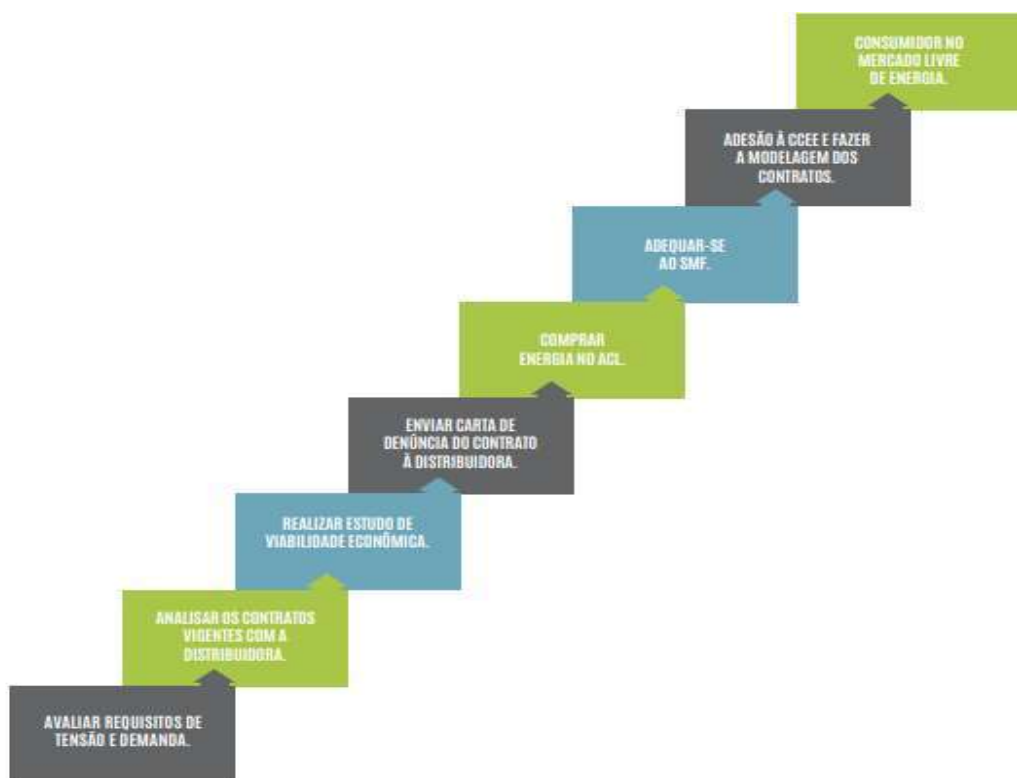 CONSUMIDOR NO
MERCADO LIVRE
DE ENERGIA.
ADESÃO À CCEE E FAZER
A MODELAGEM DOS
CONTRATOS.
ADEQUAR-SE
AO SMF.
COMPRAR
ENERGIA NO ACL.
ENVIAR CARTA DE
DENÚNCIA DO CONTRATO
À DISTRIBUIDORA.
REALIZAR ESTUDO DE
VIABILIDADE ECONÔMICA.
ANALISAR OS CONTRATOS
VIGENTES COM A
DISTRIBUIDORA.
AVALIAR REQUISITOS DE
TENSÃO E DEMANDA.